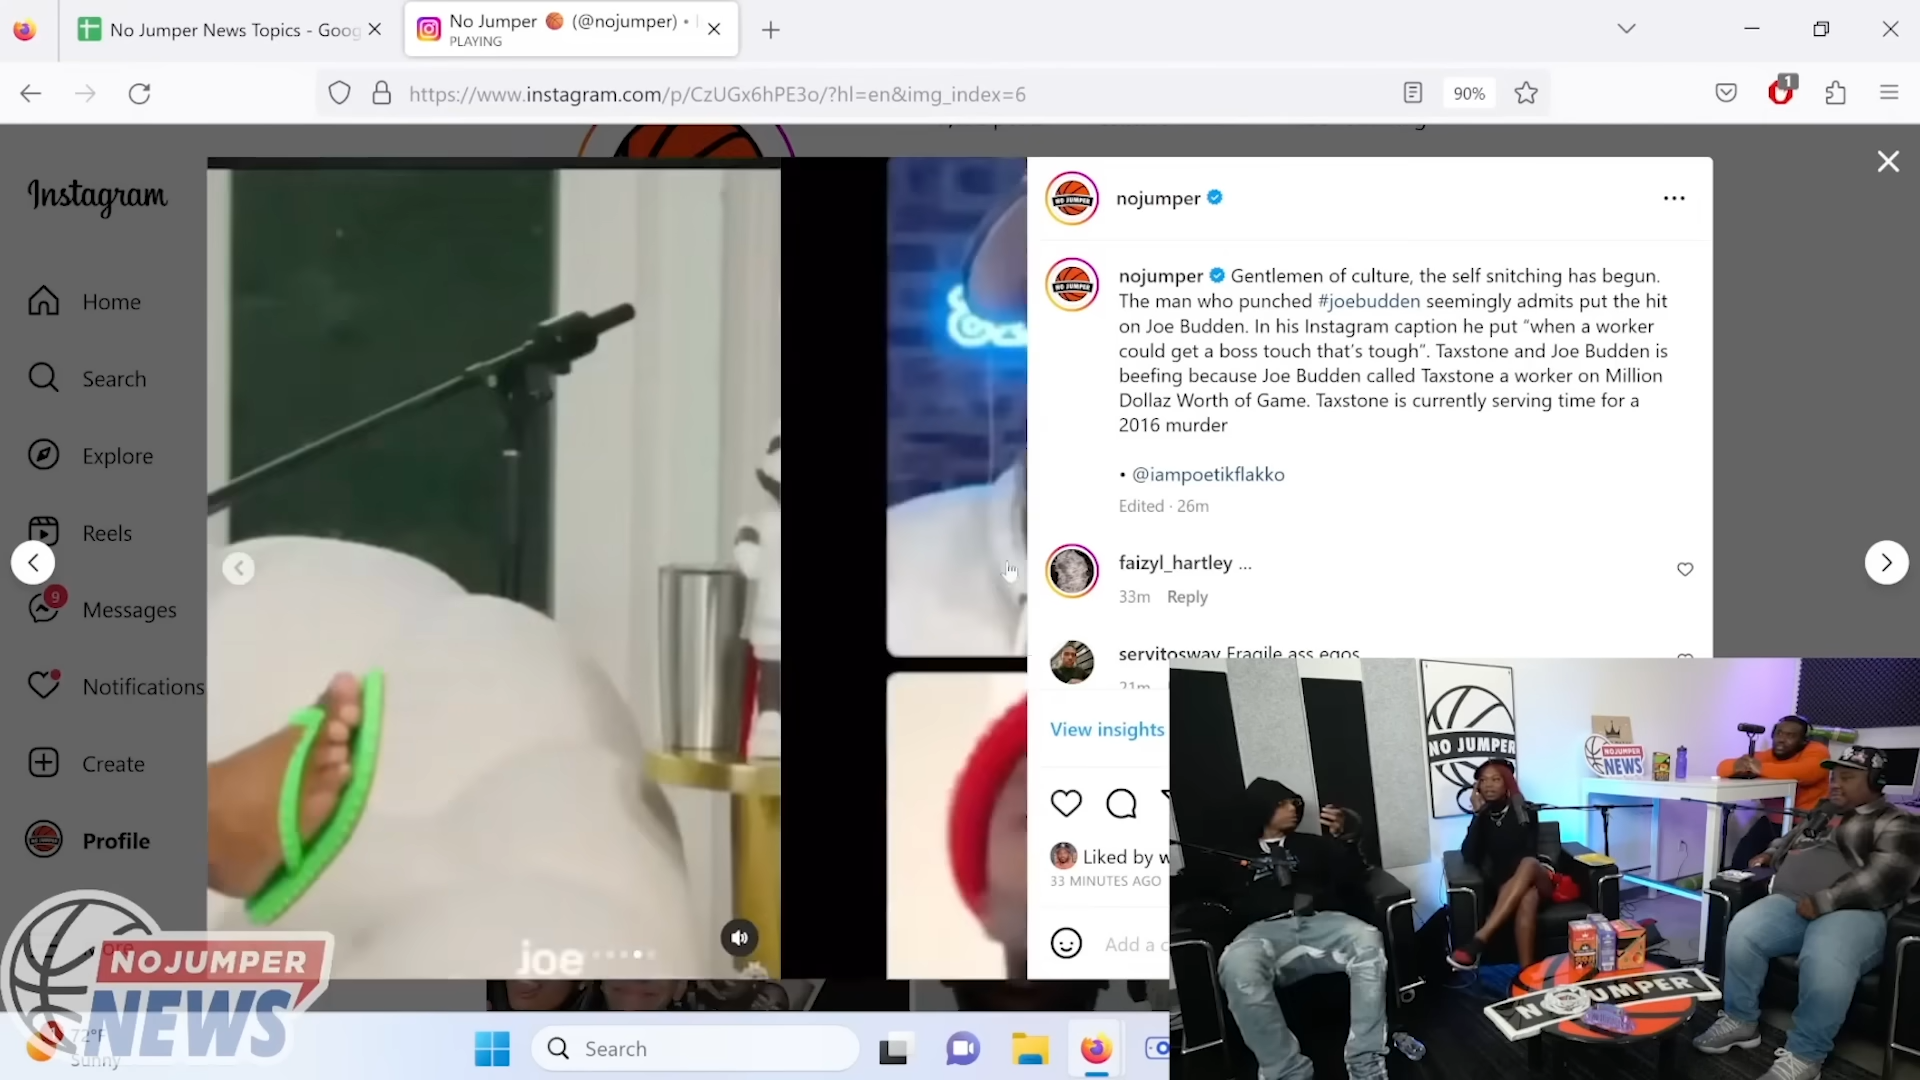 No Jumper News Topics - Goog
No Jumper 🏀 (@nojumper) •
PLAYING
https://www.instagram.com/p/CzUGx6hPE3o/?hl=en&img_index=6
90%
1
Instagram
Home
Search
Explore
Reels
9
Messages
Notifications
Create
Profile
More
joe
nojumper
NO JUMPER
nojumper Gentlemen of culture, the self snitching has begun.
The man who punched #joebudden seemingly admits put the hit
on Joe Budden. In his Instagram caption he put “when a worker
could get a boss touch that’s tough”. Taxstone and Joe Budden is
beefing because Joe Budden called Taxstone a worker on Million
Dollaz Worth of Game. Taxstone is currently serving time for a
2016 murder
• @iampoetikflakko
Edited · 26m
faizyl_hartley ...
33m Reply
servitosway Fragile ass egos
21m
View insights
Liked by w
33 MINUTES AGO
Add a c
NO JUMPER
NOJUMPER
NEWS
NO JUMPER
NOJUMPER
NEWS
72°F
Sunny
Search